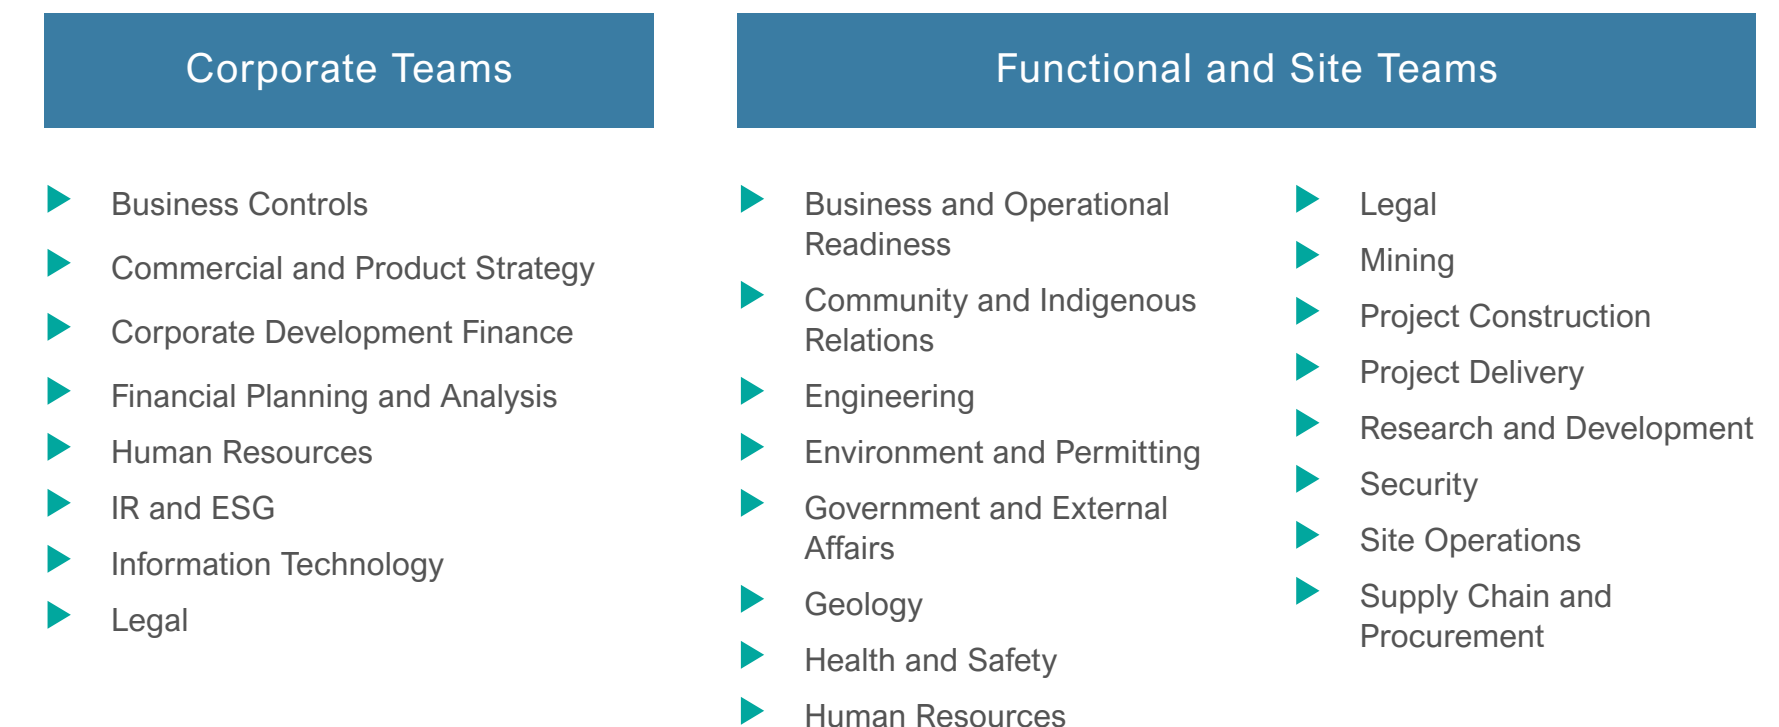 Corporate Teams
Business Controls
Commercial and Product Strategy
Corporate Development Finance
Financial Planning and Analysis
Human Resources
IR and ESG
Information Technology
Legal
Functional and Site Teams
Business and Operational
Readiness
Community and Indigenous
Relations
Engineering
Environment and Permitting
Government and External
Affairs
Geology
Health and Safety
Human Resources
Legal
Mining
Project Construction
Project Delivery
Research and Development
Security
Site Operations
Supply Chain and
Procurement